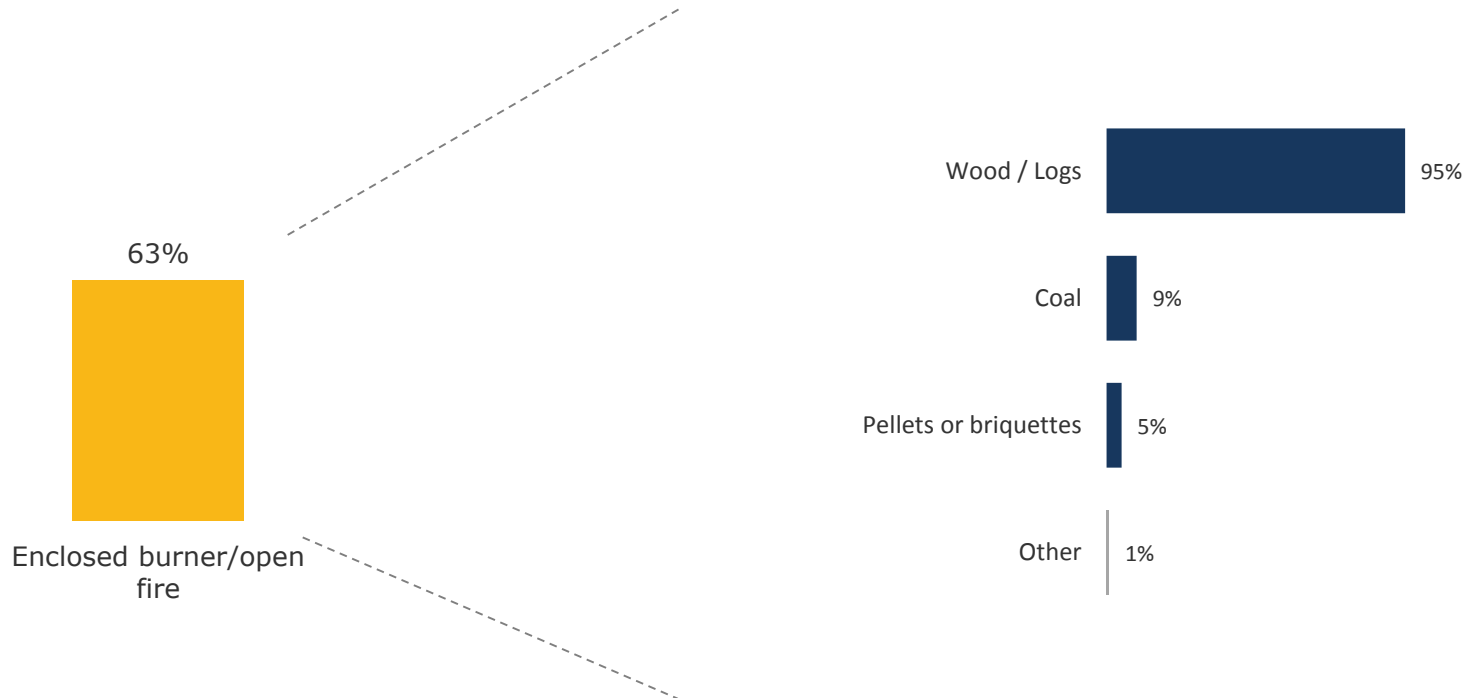 63%
Enclosed burner/open
fire
Wood / Logs
95%
Coal
9%
Pellets or briquettes
5%
Other
1%